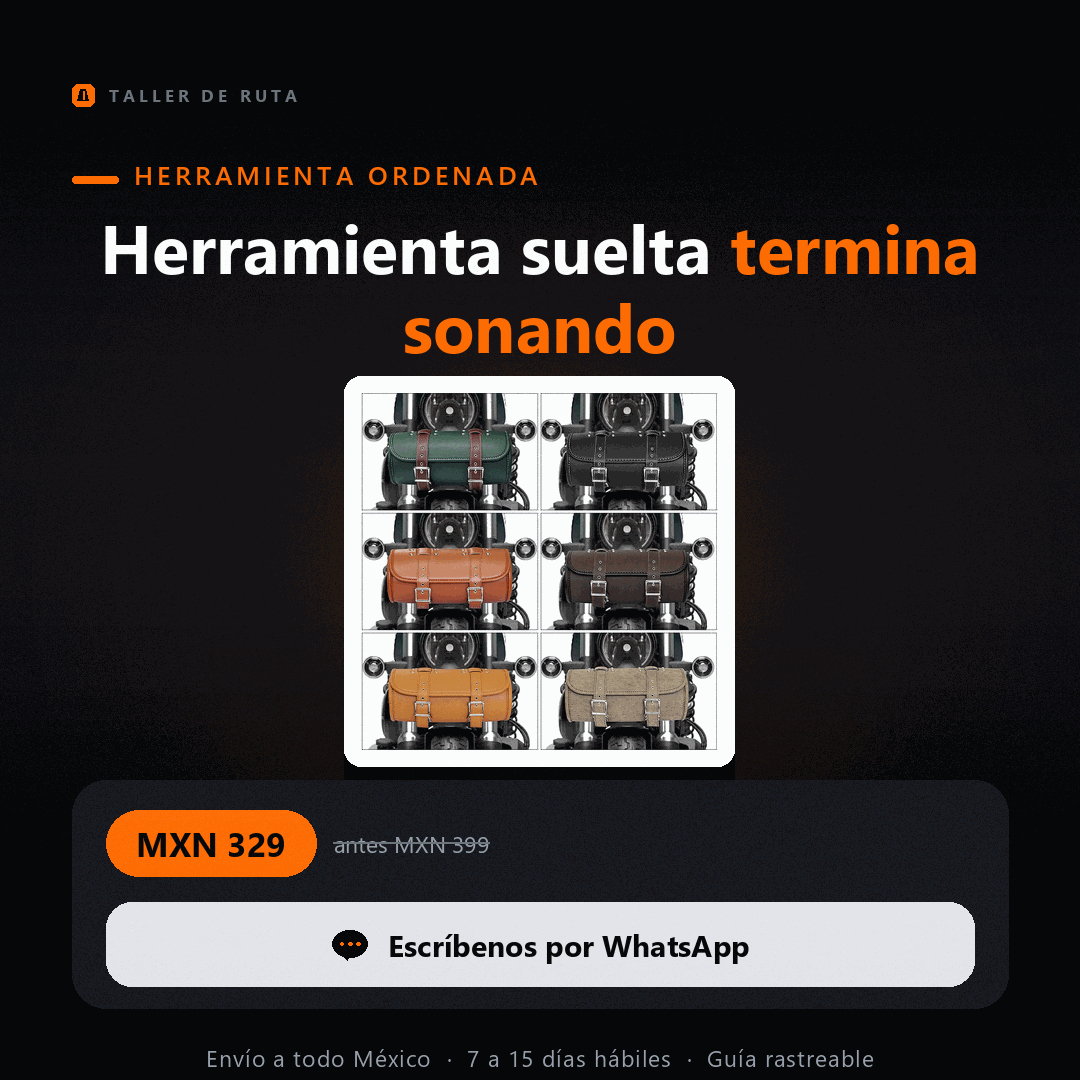 TALLER DE RUTA
HERRAMIENTA ORDENADA
Herramienta suelta termina
sonando
MXN 329
antes MXN 399
Escríbenos por WhatsApp
Envío a todo México · 7 a 15 días hábiles · Guía rastreable